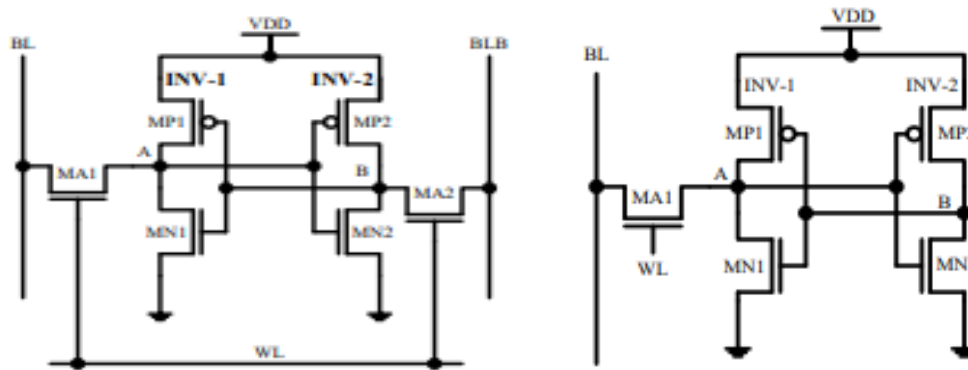 VDD
BL
BLB
INV-1 INV-2
MP1
MP2
A
B
MA1
MA2
MN1
MN2
WL
VDD
BL
INV-1
INV-2
MP1
A
B
MA1
WL
MN1
MN